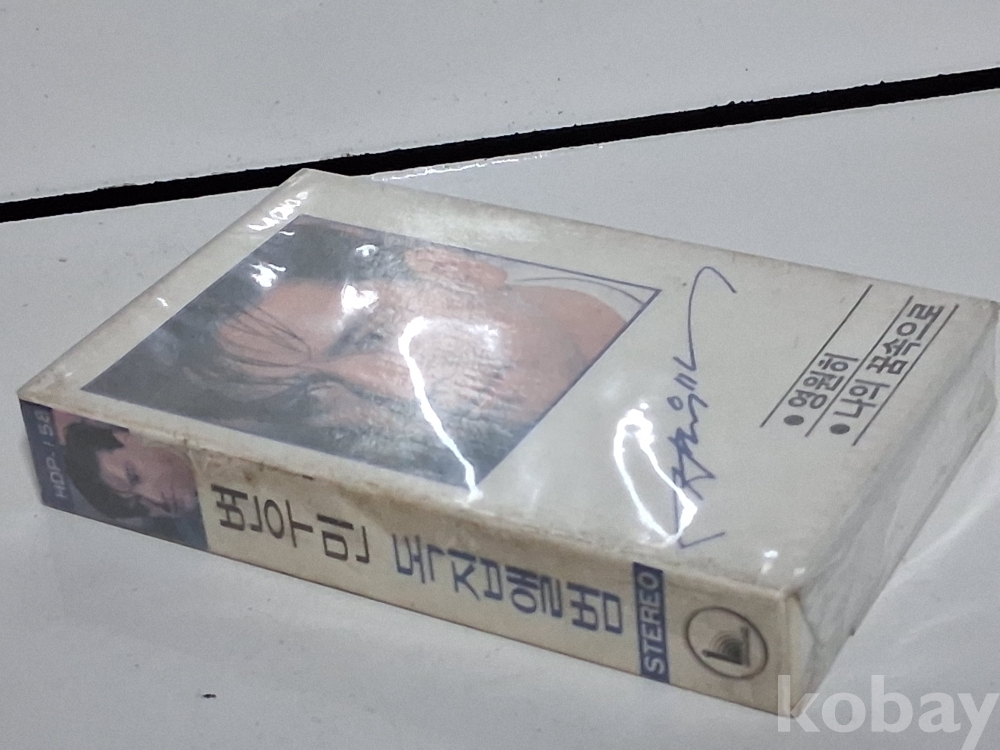 영원히
나의 꿈속으로
HDP-158
변우민 독집앨범
STEREO
kobay